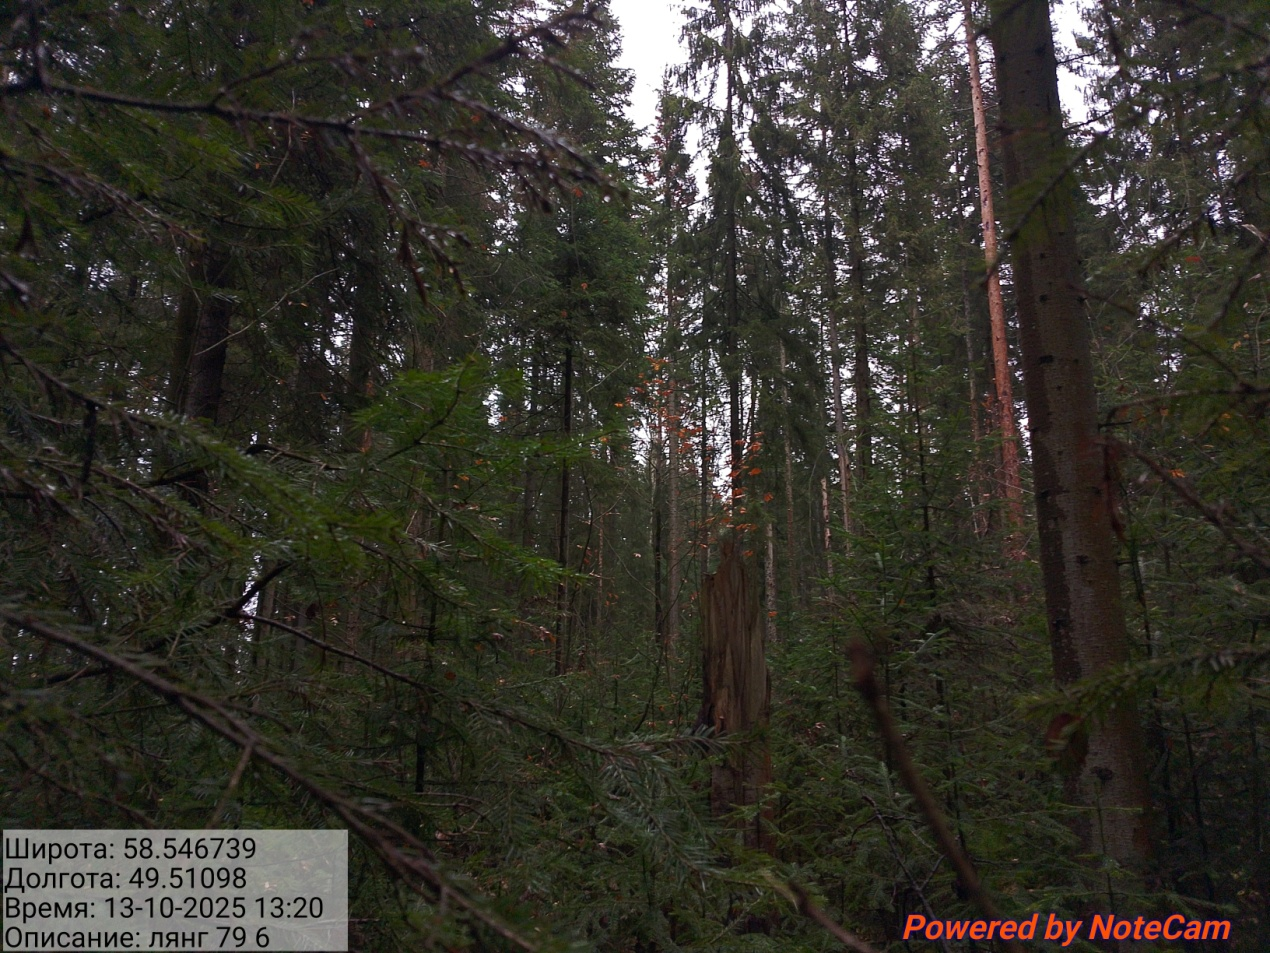 Широта: 58.546739
Долгота: 49.51098
Время: 13-10-2025 13:20
Описание: лянг 79 6
Powered by NoteCam